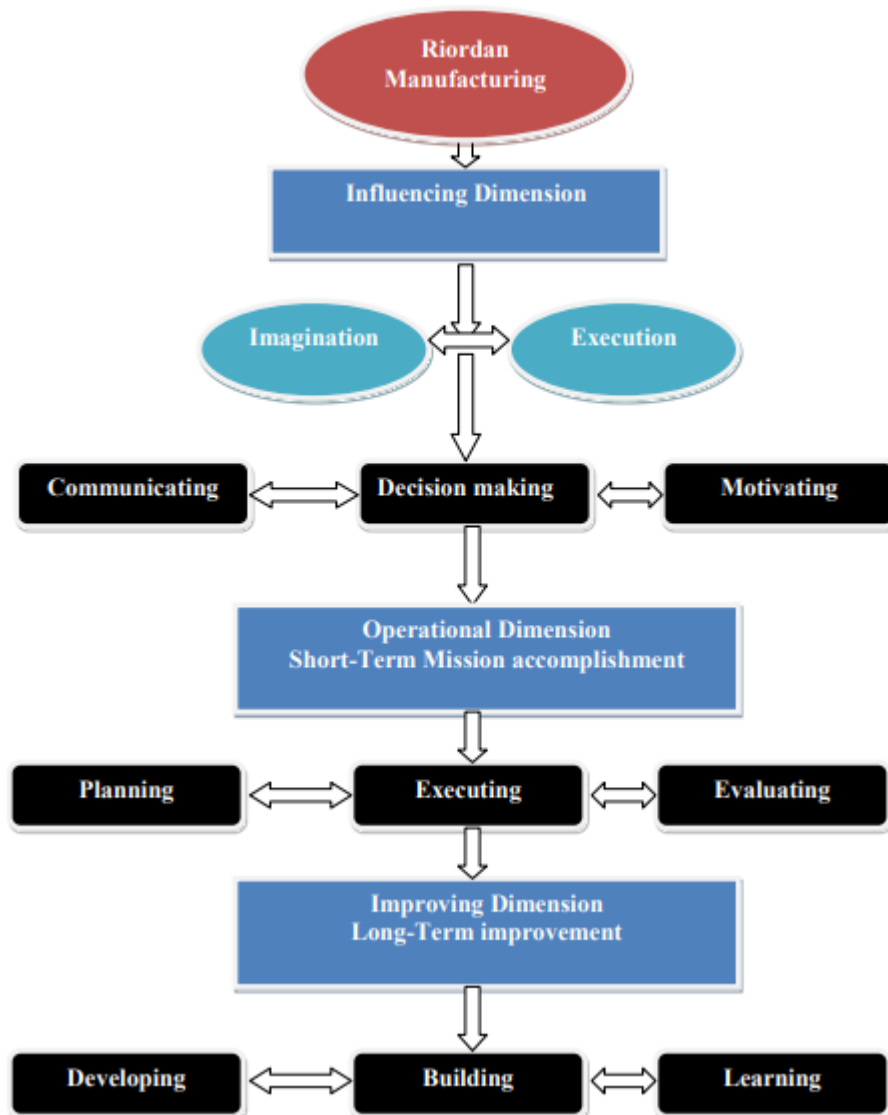 Riordan
Manufacturing
Influencing Dimension
Imagination
Execution
Communicating
Decision making
Motivating
Operational Dimension
Short-Term Mission accomplishment
Planning
Executing
Evaluating
Improving Dimension
Long-Term improvement
Developing
Building
Learning